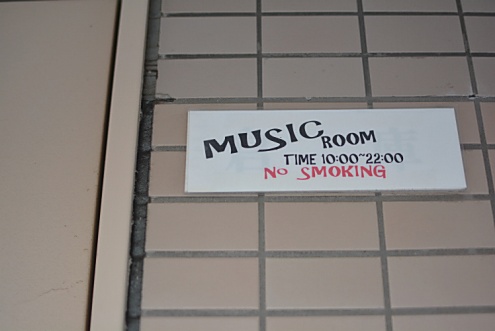 MUSIC ROOM
TIME 10:00~22:00
No SMOKING